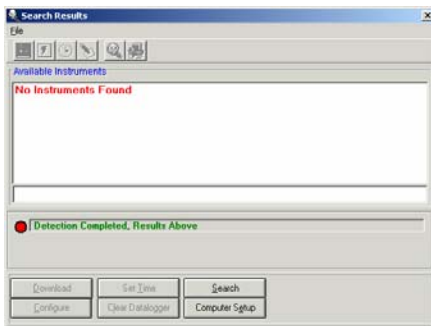 Search Results
File
Available Instruments
No Instruments Found
Detection Completed, Results Above
Download
Set Time
Search
Configure
Clear Datalogger
Computer Setup